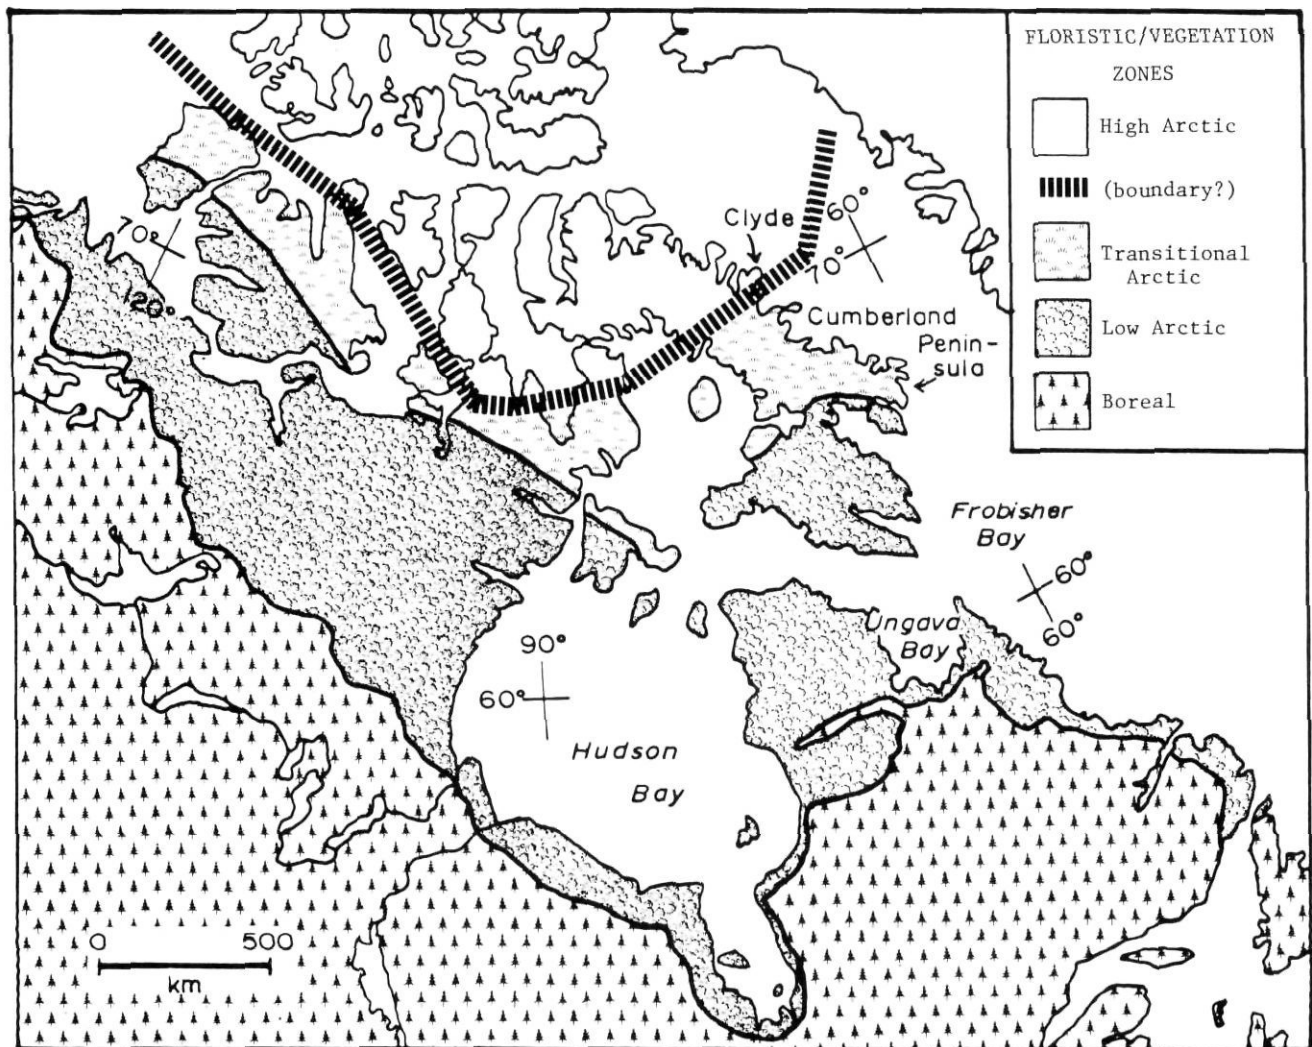 FLORISTIC/VEGETATION
ZONES
High Arctic
(boundary?)
Transitional
Arctic
Low Arctic
Boreal
Clyde
60°
70°
70°
120°
Cumberland
Penin-
sula
Frobisher
Bay
60°
60°
Ungava
Bay
90°
60°
Hudson
Bay
0 500
km